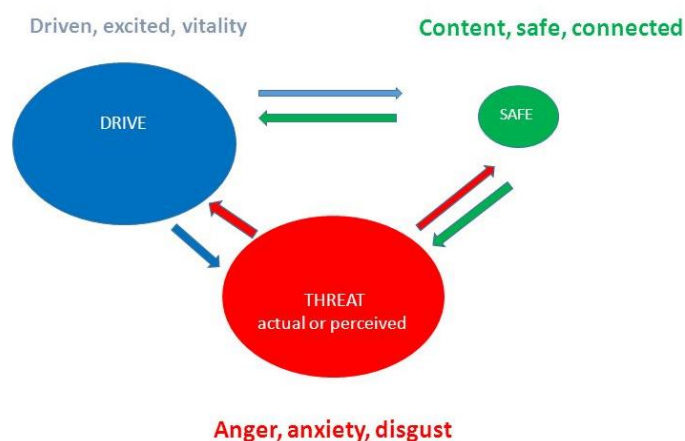 Driven, excited, vitality
Content, safe, connected
DRIVE
SAFE
THREAT
actual or perceived
Anger, anxiety, disgust